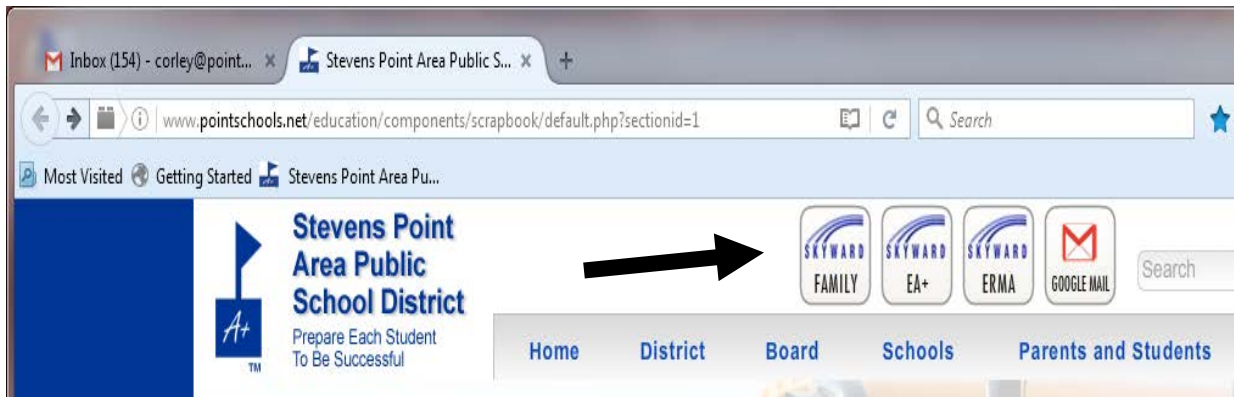 Inbox (154) - corley@point... ×
Stevens Point Area Public S... ×
+
www.pointschools.net/education/components/scrapbook/default.php?sectionid=1
Search
Most Visited
Getting Started
Stevens Point Area Pu...
A+
TM
Stevens Point
Area Public
School District
Prepare Each Student
To Be Successful
SKYWARD
FAMILY
SKYWARD
EA+
SKYWARD
ERMA
GOOGLE MAIL
Search
Home
District
Board
Schools
Parents and Students